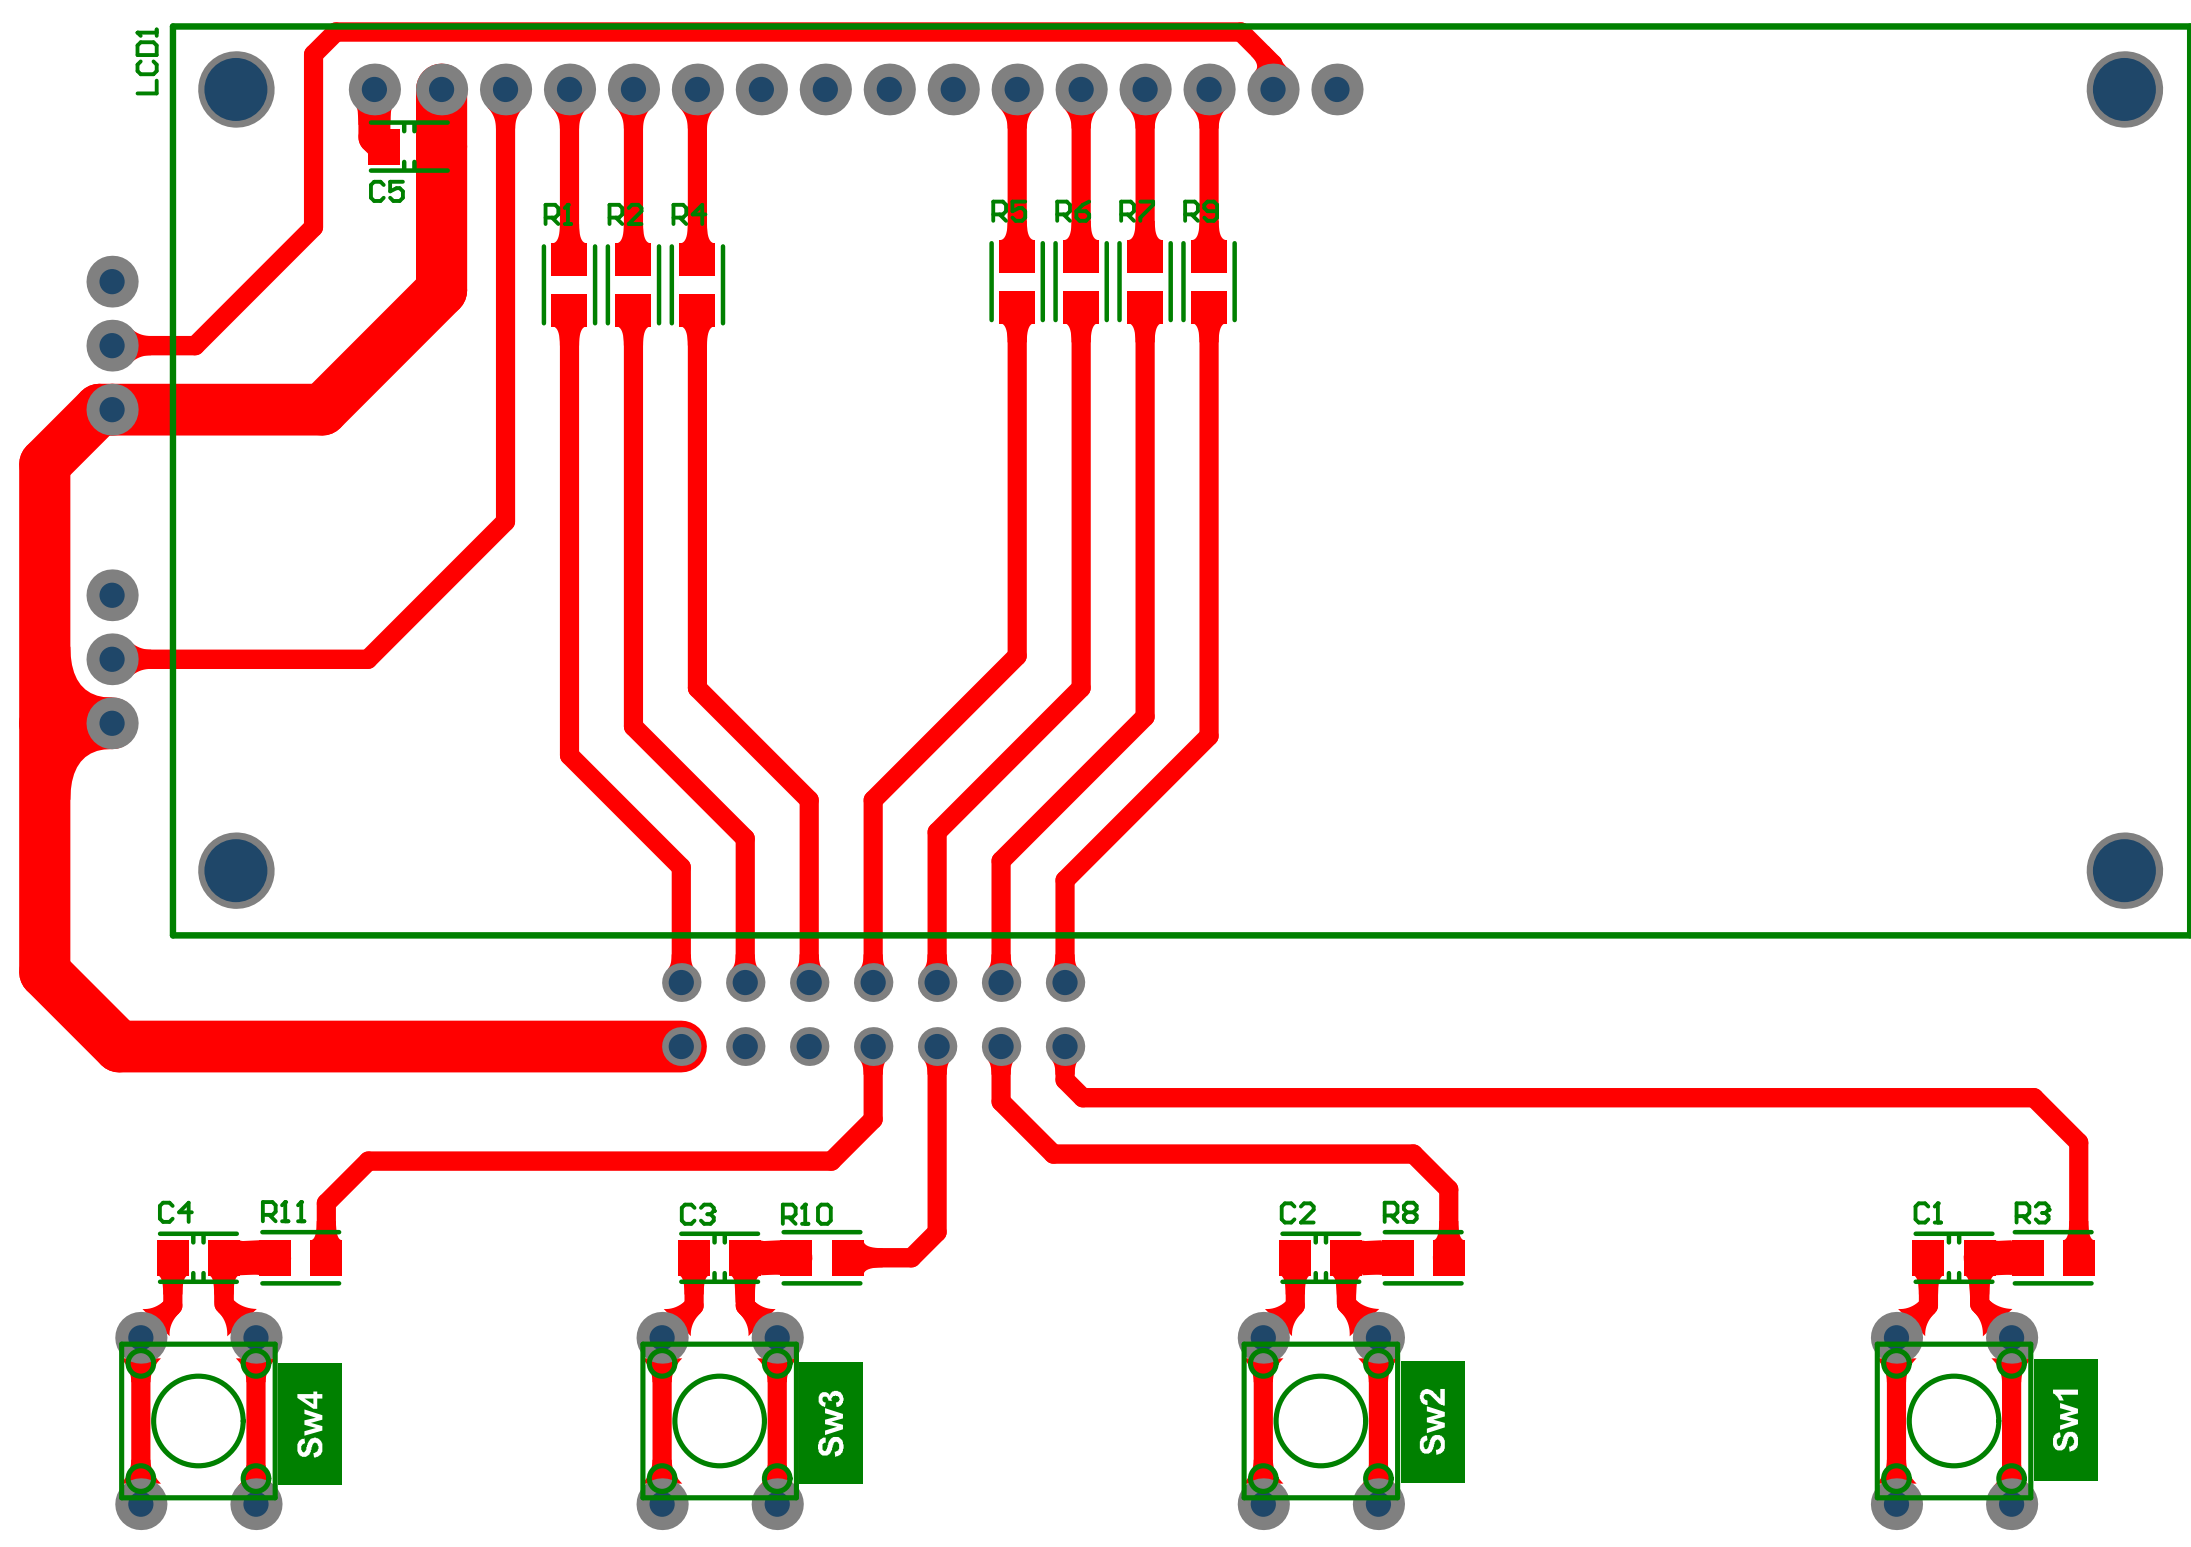 LCD1
C5
R1 R2 R4 R5 R6 R7 R9
C4 R11 C3 R10 C2 R8 C1 R3
Sw4 Sw3 Sw2 Sw1